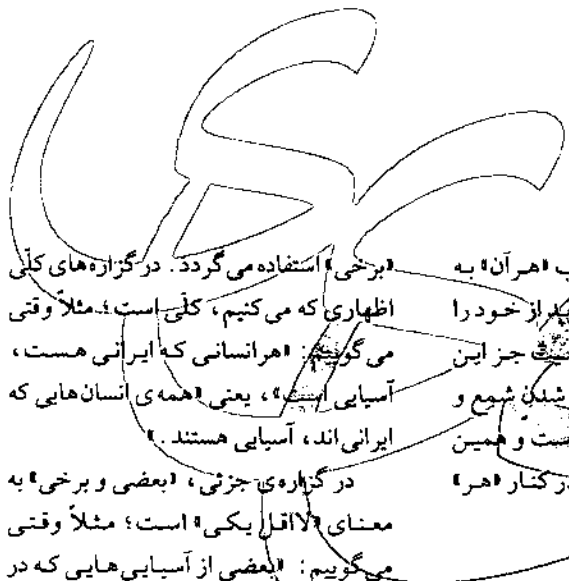 ب «هر آن» به
ید از خود را
جز این
شدن شمع و
ست و همین
در کنار «هر»
«برخی» استفاده می‌گردد. در گزاره‌های کلّی
اظهاری که می‌کنیم، کلّی است؛ مثلاً وقتی
می‌گوییم: «هر انسانی که ایرانی هست،
آسیایی است»، یعنی «همه‌ی انسان‌هایی که
ایرانی‌اند، آسیایی هستند.»
در گزاره‌ی جزئی، «بعضی و برخی» به
معنای «لااقل یکی» است؛ مثلاً وقتی
می‌گوییم: «بعضی از آسیایی‌هایی که در